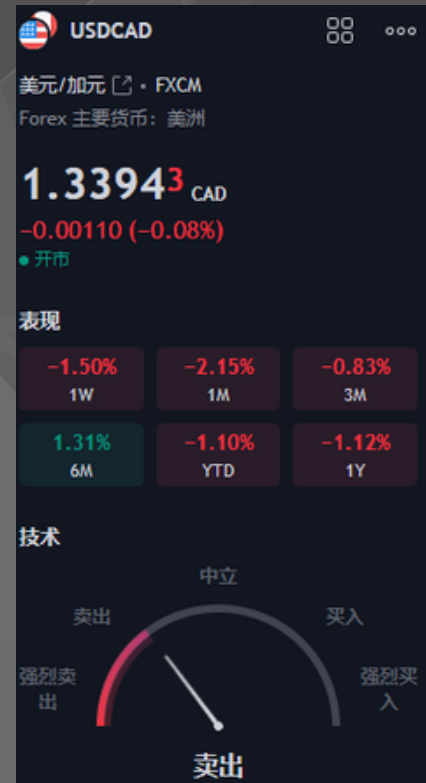 USDCAD
美元/加元 • FXCM
Forex 主要货币：美洲
1.33943 CAD
−0.00110 (−0.08%)
开市
表现
−1.50% −2.15% −0.83%
1W 1M 3M
1.31% −1.10% −1.12%
6M YTD 1Y
技术
中立
卖出 买入
强烈卖出 强烈买入
卖出